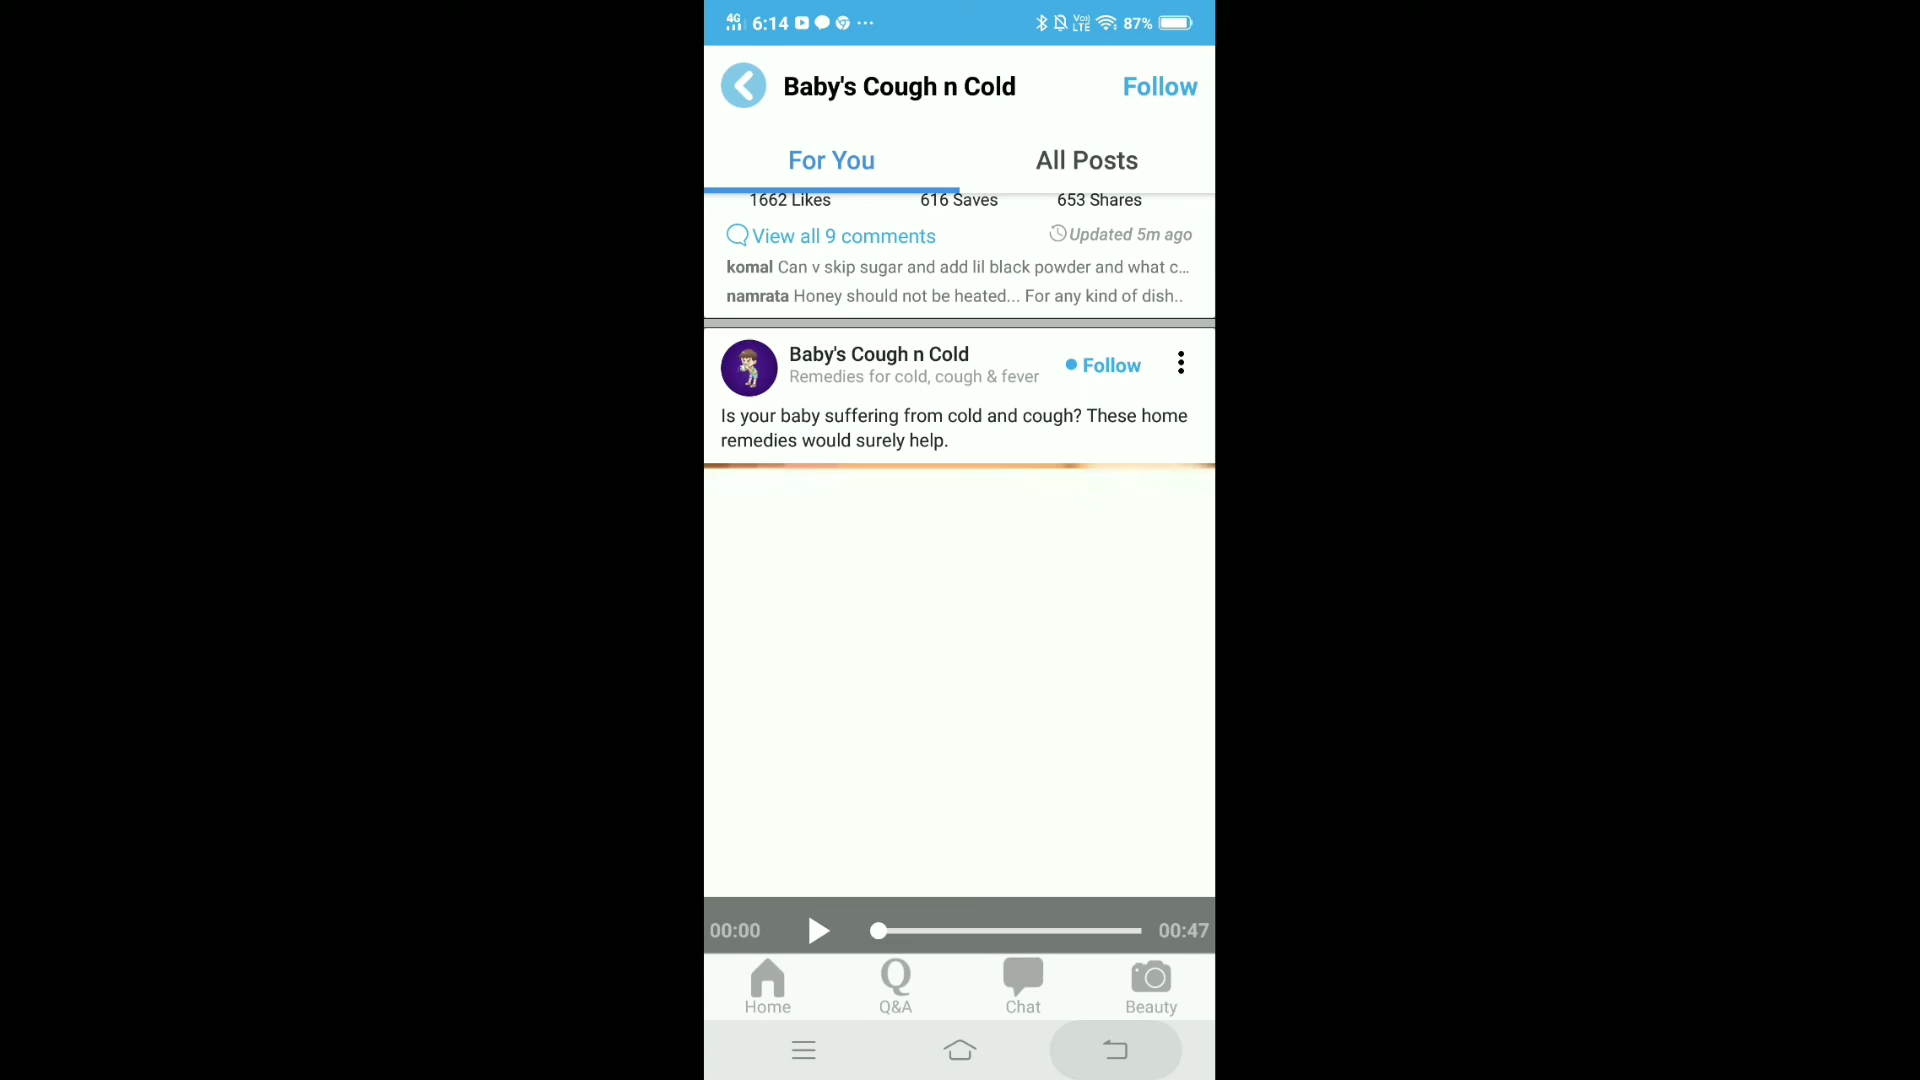 4G 6:14 ... Vo) LTE 87%
Baby's Cough n Cold Follow
For You All Posts
1662 Likes 616 Saves 653 Shares
View all 9 comments Updated 5m ago
komal Can v skip sugar and add lil black powder and what c...
namrata Honey should not be heated... For any kind of dish..
Baby's Cough n Cold Follow
Remedies for cold, cough & fever
Is your baby suffering from cold and cough? These home
remedies would surely help.
00:00 00:47
Home Q&A Chat Beauty